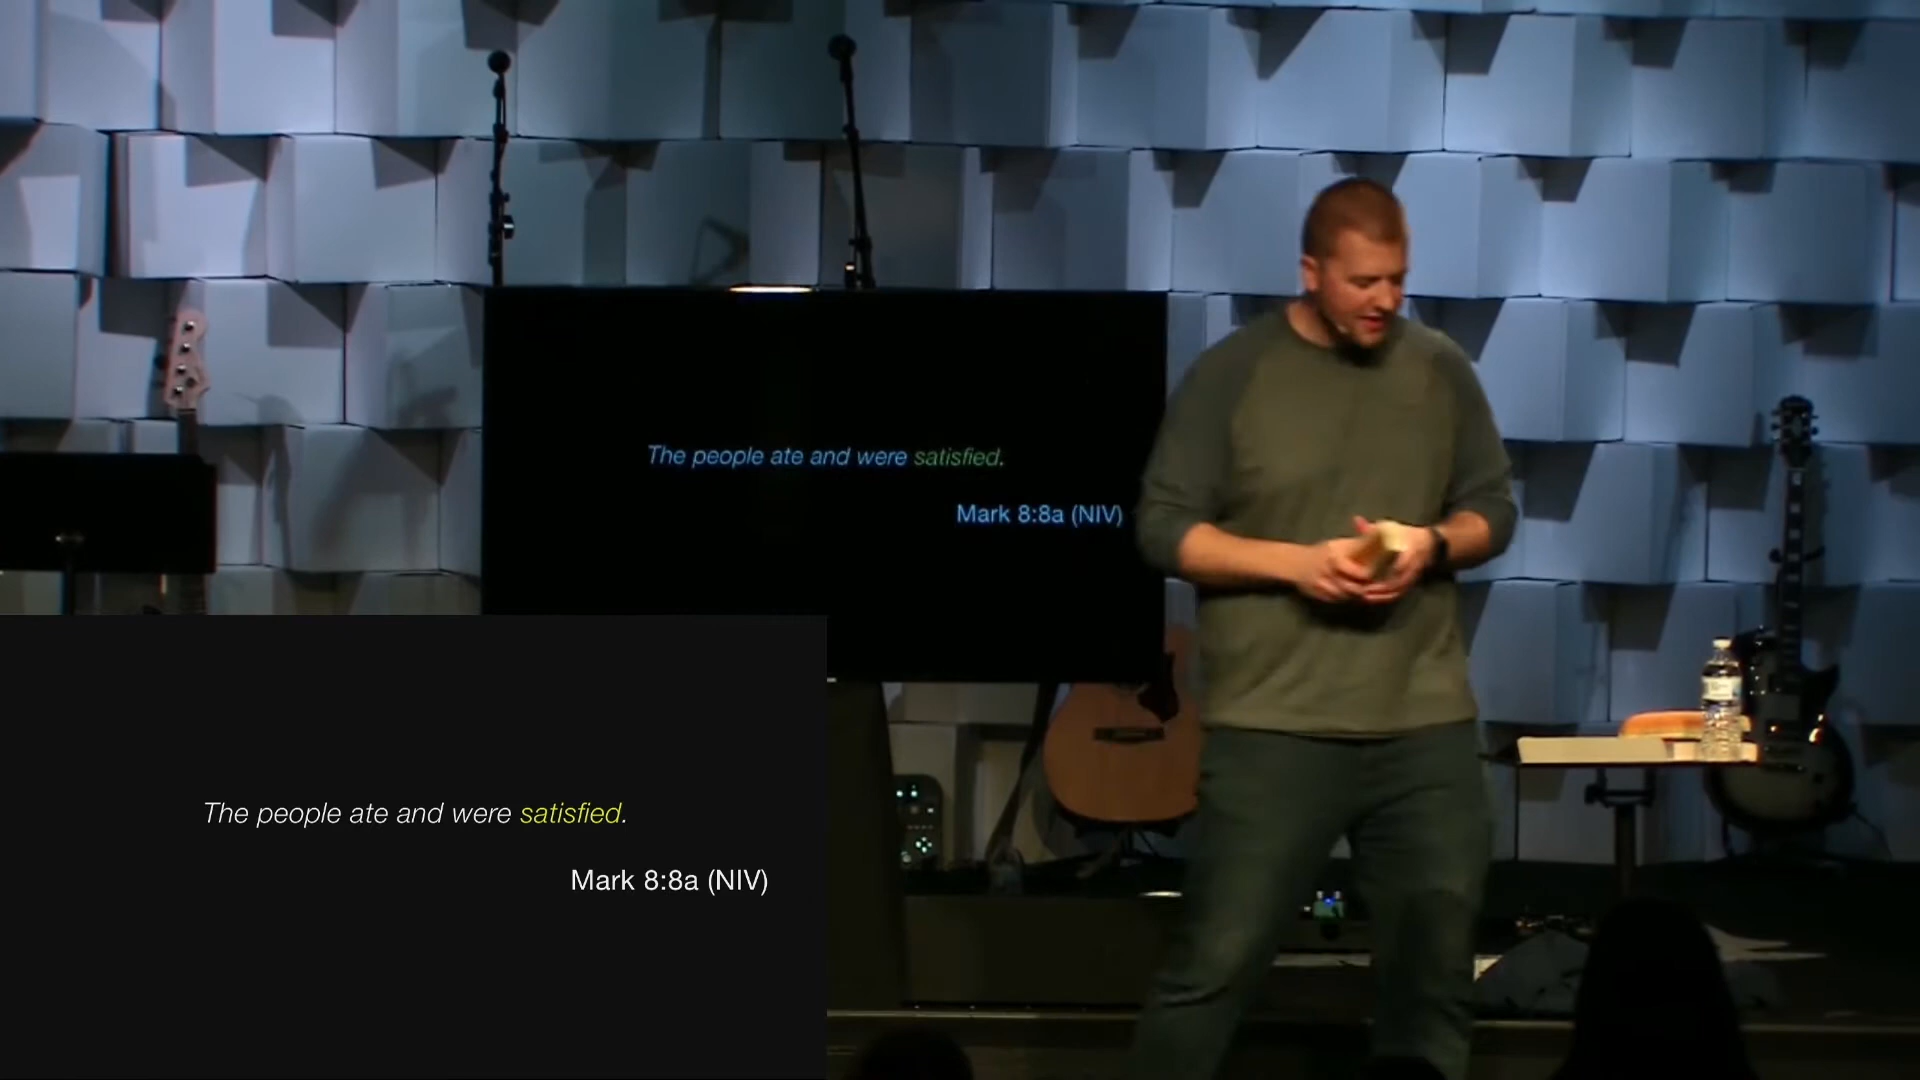 The people ate and were satisfied.
Mark 8:8a (NIV)
The people ate and were satisfied.
Mark 8:8a (NIV)